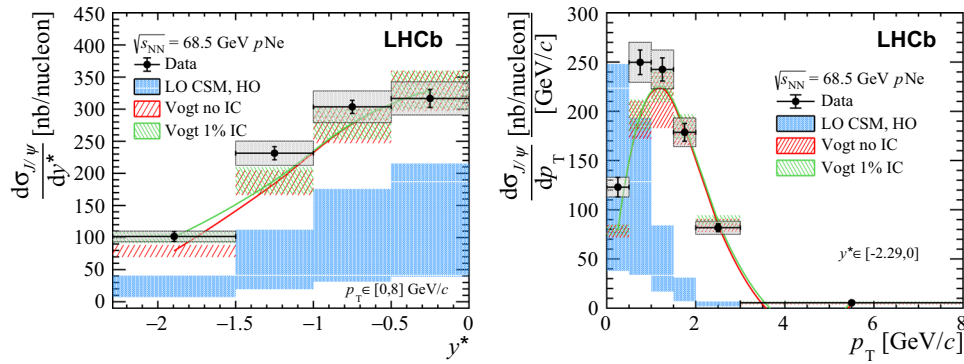 LHCb
√sNN = 68.5 GeV pNe
Data
LO CSM, HO
Vogt no IC
Vogt 1% IC
pT∈[0,8] GeV/c
dσJ/ψ/dy* [nb/nucleon]
450
400
350
300
250
200
150
100
50
0
−2 −1.5 −1 −0.5 0
y*
LHCb
√sNN = 68.5 GeV pNe
Data
LO CSM, HO
Vogt no IC
Vogt 1% IC
y*∈[-2.29,0]
dσJ/ψ/dpT [nb/nucleon]
[GeV/c]
300
250
200
150
100
50
0
0 2 4 6 8
pT [GeV/c]